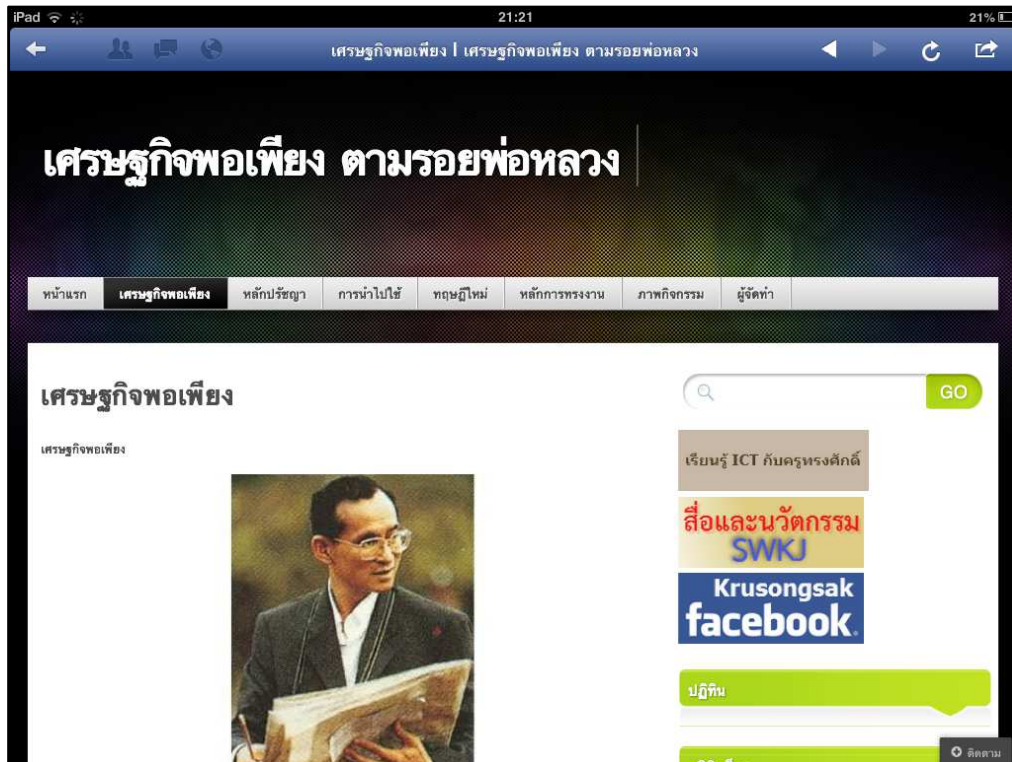 iPad 21:21 21%
เศรษฐกิจพอเพียง | เศรษฐกิจพอเพียง ตามรอยพ่อหลวง
เศรษฐกิจพอเพียง ตามรอยพ่อหลวง
หน้าแรก เศรษฐกิจพอเพียง หลักปรัชญา การนำไปใช้ ทฤษฎีใหม่ หลักการทรงงาน ภาพกิจกรรม ผู้จัดทำ
เศรษฐกิจพอเพียง
GO
เศรษฐกิจพอเพียง
เรียนรู้ ICT กับครูทรงศักดิ์
สื่อและนวัตกรรม
SWKJ
Krusongsak
facebook.
ปฏิทิน
ติดตาม